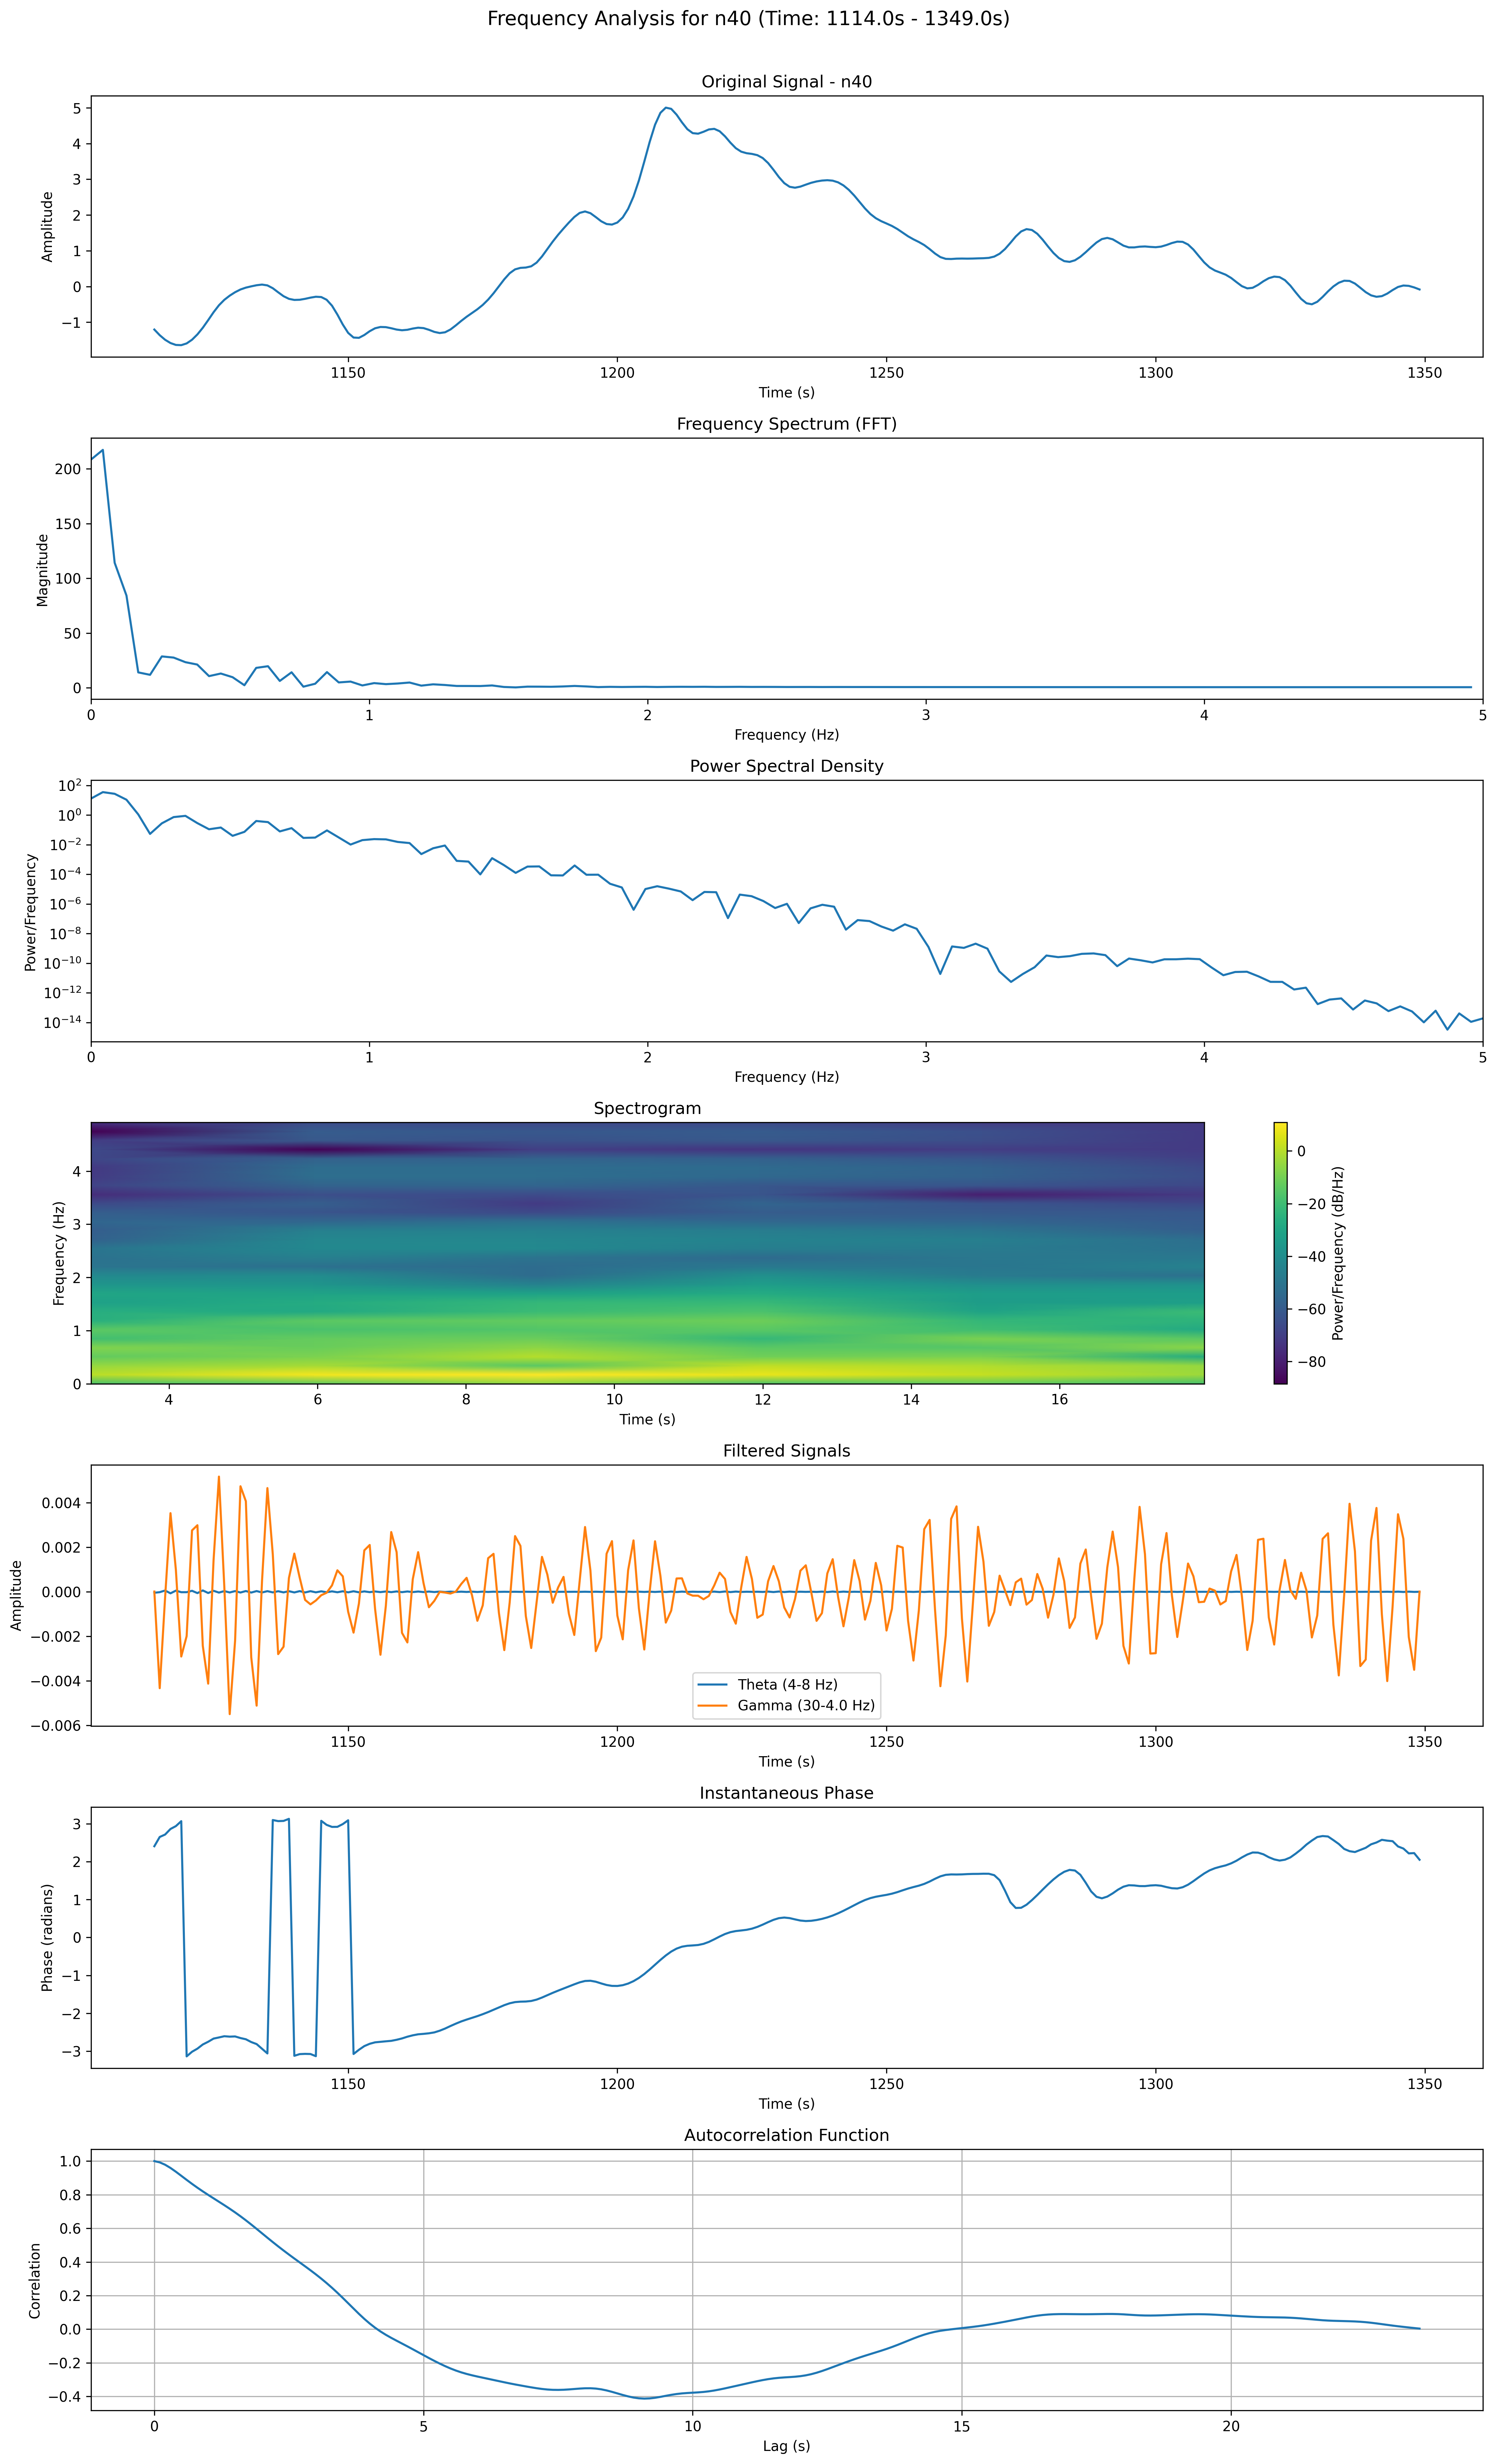 Frequency Analysis for n40 (Time: 1114.0s - 1349.0s)
Original Signal - n40
Amplitude
5
4
3
2
1
0
−1
1150 1200 1250 1300 1350
Time (s)
Frequency Spectrum (FFT)
Magnitude
200
150
100
50
0
0 1 2 3 4 5
Frequency (Hz)
Power Spectral Density
Power/Frequency
10²
10⁰
10⁻²
10⁻⁴
10⁻⁶
10⁻⁸
10⁻¹⁰
10⁻¹²
10⁻¹⁴
0 1 2 3 4 5
Frequency (Hz)
Spectrogram
Frequency (Hz)
4
3
2
1
0
4 6 8 10 12 14 16
Time (s)
0
−20
−40
−60
−80
Power/Frequency (dB/Hz)
Filtered Signals
Amplitude
0.004
0.002
0.000
−0.002
−0.004
−0.006
Theta (4-8 Hz)
Gamma (30-4.0 Hz)
1150 1200 1250 1300 1350
Time (s)
Instantaneous Phase
Phase (radians)
3
2
1
0
−1
−2
−3
1150 1200 1250 1300 1350
Time (s)
Autocorrelation Function
Correlation
1.0
0.8
0.6
0.4
0.2
0.0
−0.2
−0.4
0 5 10 15 20
Lag (s)